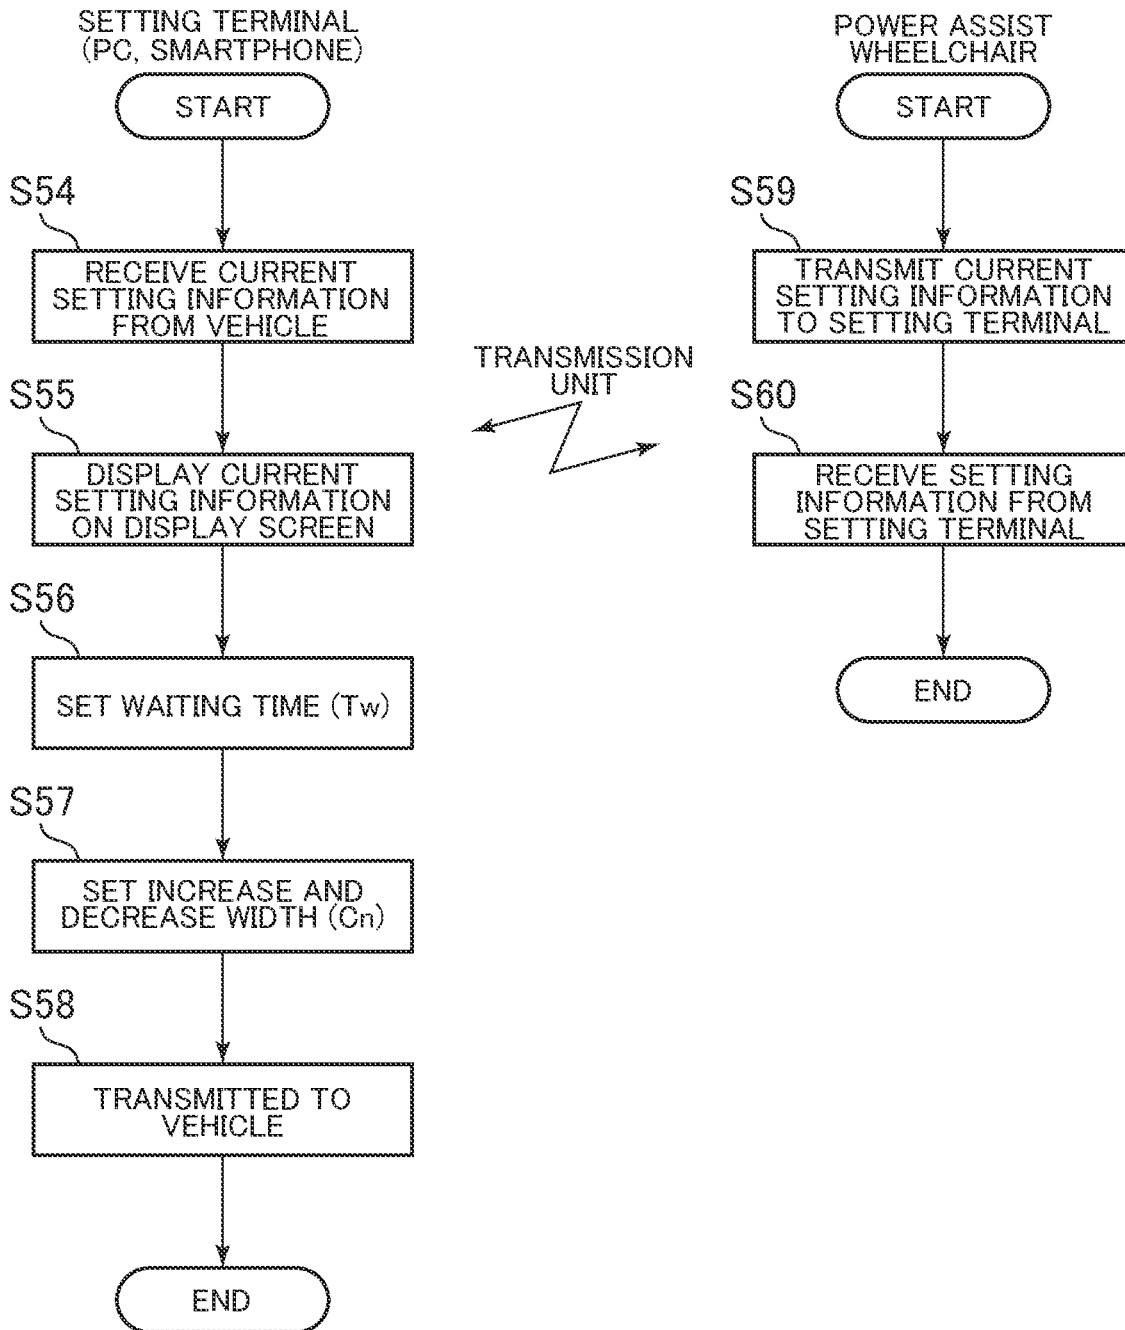 SETTING TERMINAL
(PC, SMARTPHONE)
START
S54
RECEIVE CURRENT
SETTING INFORMATION
FROM VEHICLE
S55
DISPLAY CURRENT
SETTING INFORMATION
ON DISPLAY SCREEN
S56
SET WAITING TIME (Tw)
S57
SET INCREASE AND
DECREASE WIDTH (Cn)
S58
TRANSMITTED TO
VEHICLE
END
TRANSMISSION
UNIT
POWER ASSIST
WHEELCHAIR
START
S59
TRANSMIT CURRENT
SETTING INFORMATION
TO SETTING TERMINAL
S60
RECEIVE SETTING
INFORMATION FROM
SETTING TERMINAL
END